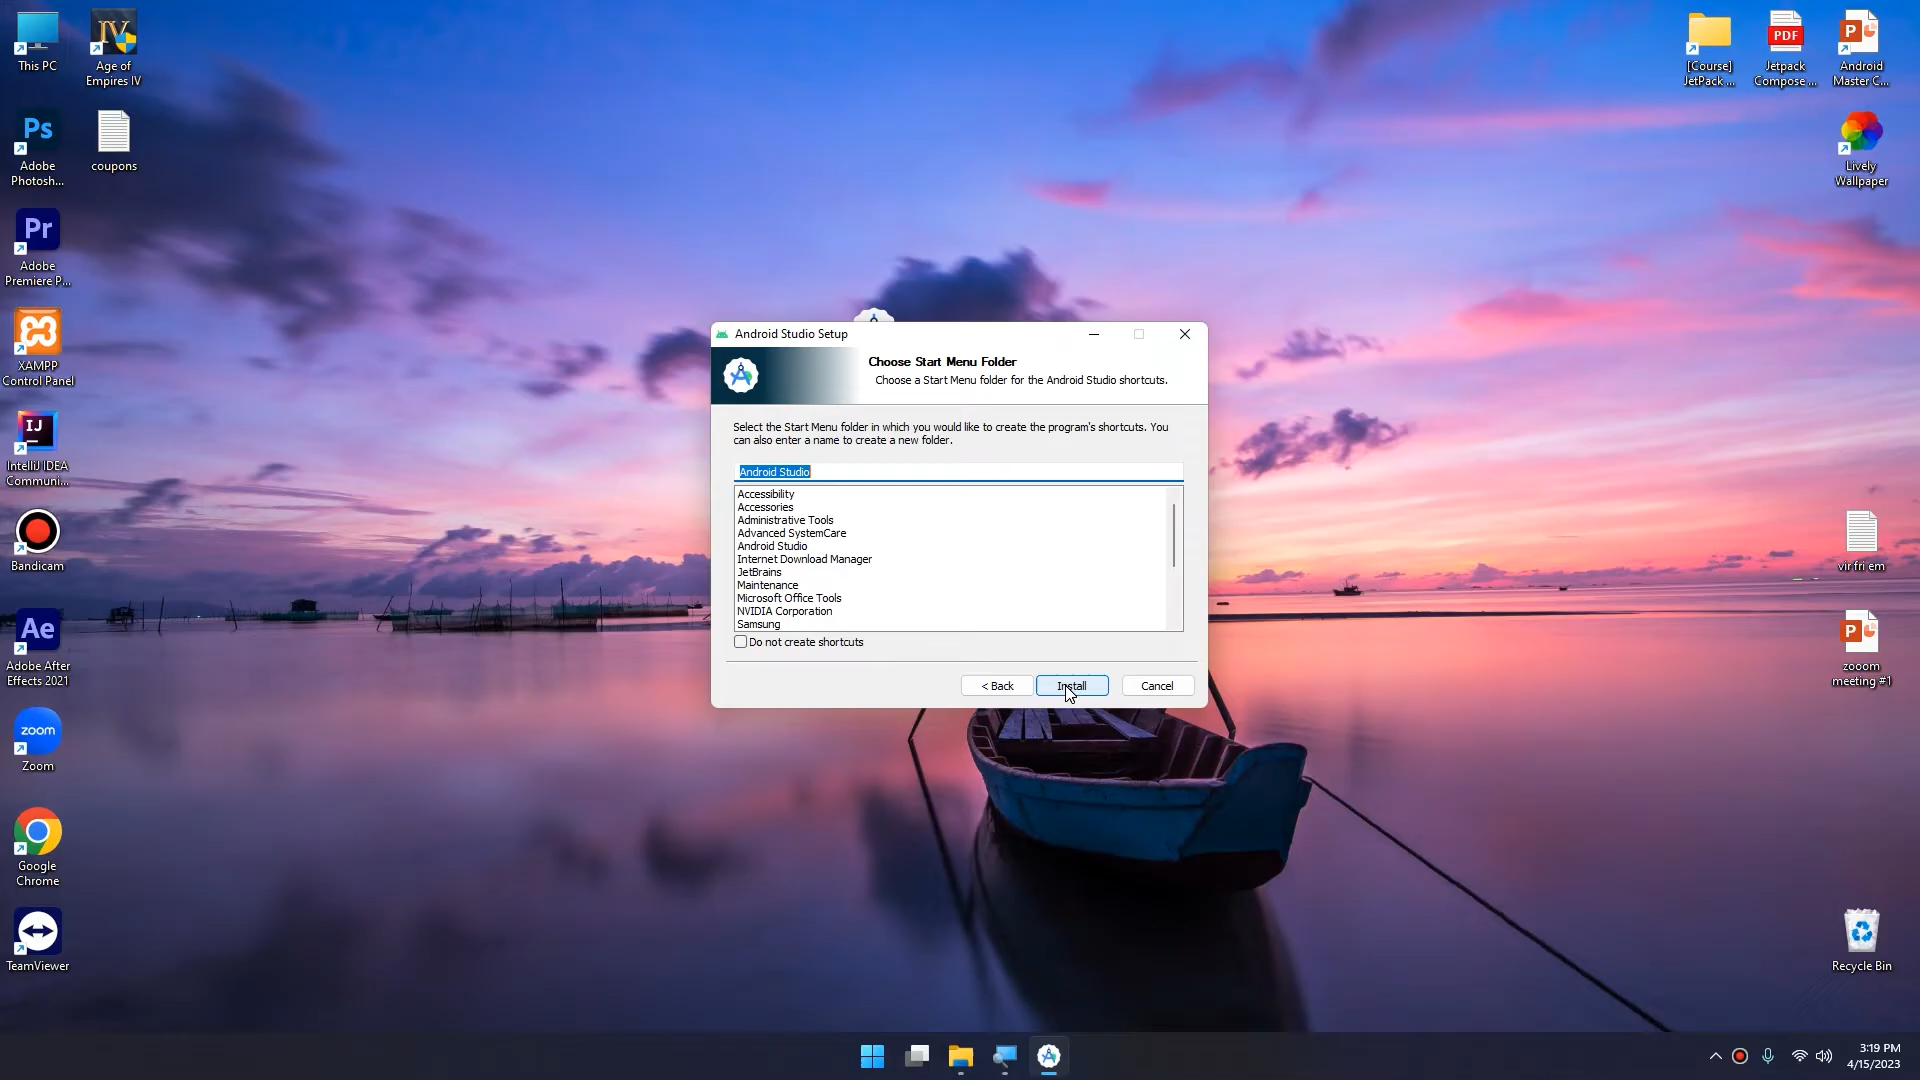 This PC
Age of
Empires IV
Ps
Adobe
Photosh...
coupons
Pr
Adobe
Premiere P...
XAMPP
Control Panel
IJ
IntelliJ IDEA
Communi...
Bandicam
Ae
Adobe After
Effects 2021
zoom
Zoom
Google
Chrome
TeamViewer
[Course]
JetPack ...
PDF
Jetpack
Compose ...
P
Android
Master C...
Lively
Wallpaper
vir fri em
P
zooom
meeting #1
Recycle Bin
Android Studio Setup
Choose Start Menu Folder
Choose a Start Menu folder for the Android Studio shortcuts.
Select the Start Menu folder in which you would like to create the program's shortcuts. You
can also enter a name to create a new folder.
Android Studio
Accessibility
Accessories
Administrative Tools
Advanced SystemCare
Android Studio
Internet Download Manager
JetBrains
Maintenance
Microsoft Office Tools
NVIDIA Corporation
Samsung
Do not create shortcuts
< Back
Install
Cancel
3:19 PM
4/15/2023